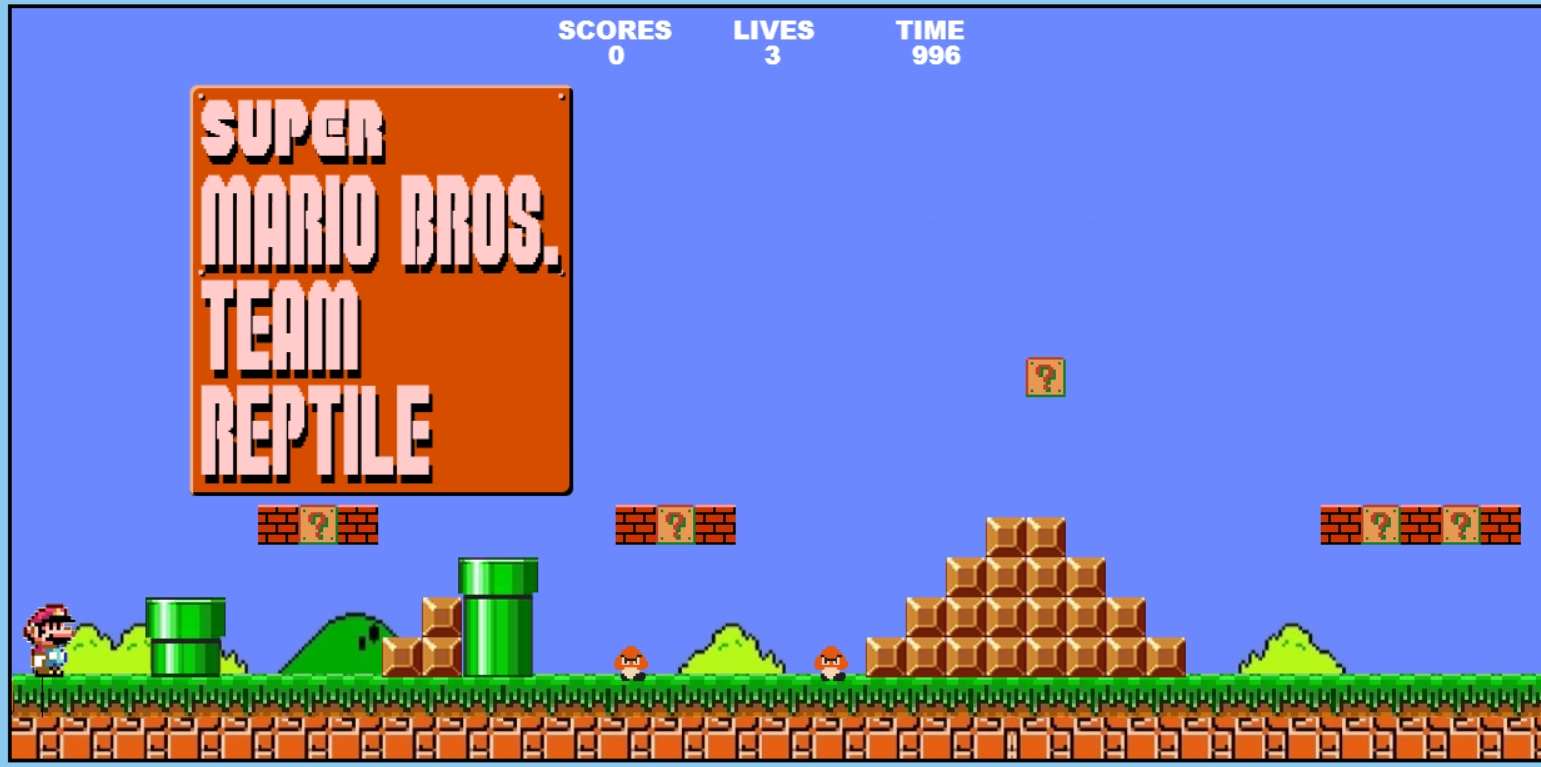 SCORES LIVES TIME
0 3 996
SUPER
MARIO BROS.
TEAM
REPTILE
?
? ? ? ?